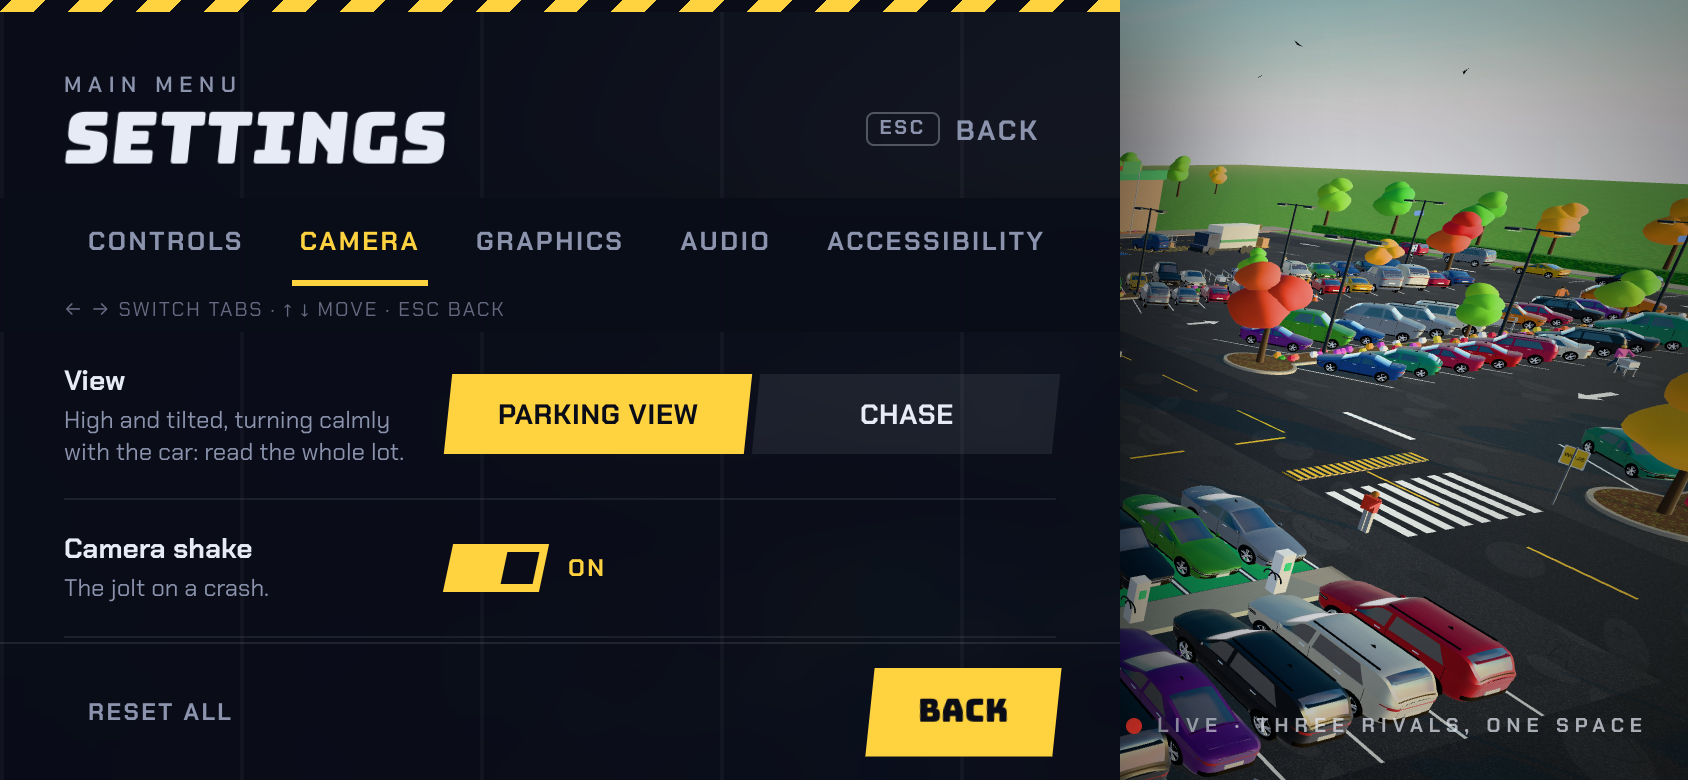 MAIN MENU
SETTINGS
ESC BACK
CONTROLS CAMERA GRAPHICS AUDIO ACCESSIBILITY
← → SWITCH TABS · ↑ ↓ MOVE · ESC BACK
View
High and tilted, turning calmly
with the car: read the whole lot.
PARKING VIEW CHASE
Camera shake
The jolt on a crash.
ON
RESET ALL
BACK
LIVE · THREE RIVALS, ONE SPACE